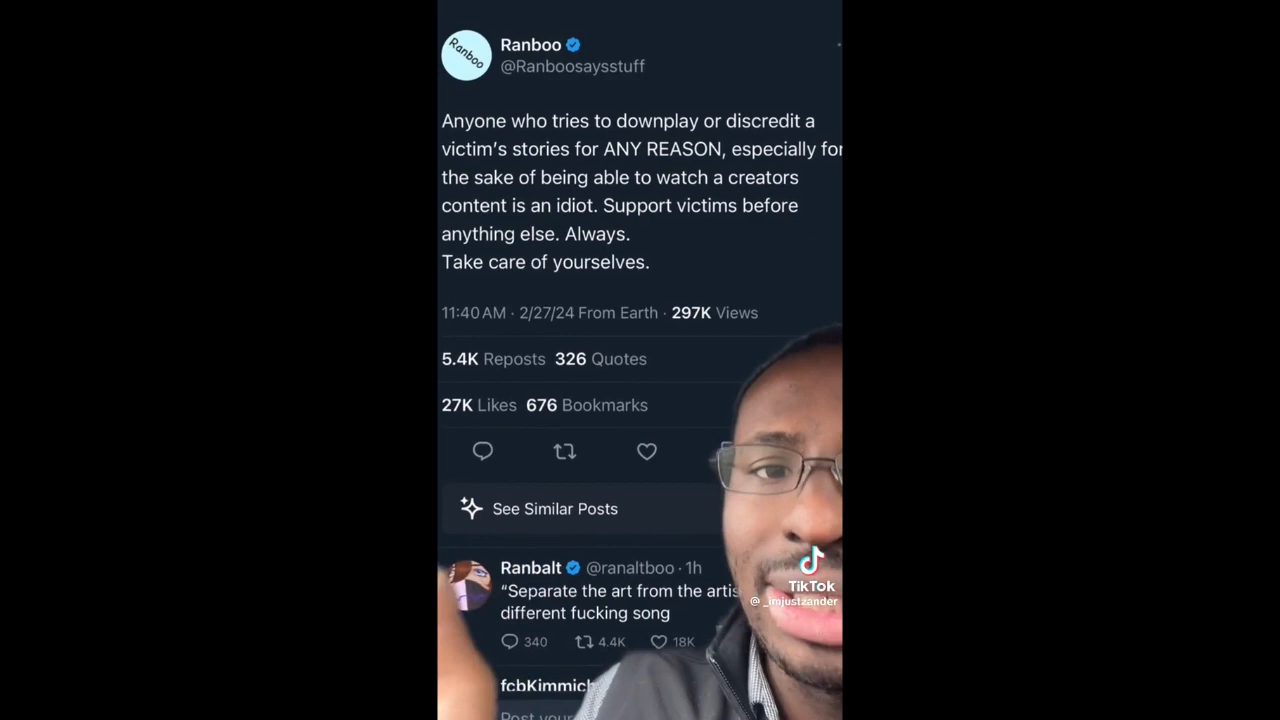 Ranboo
Ranboo
@Ranboosaysstuff
Anyone who tries to downplay or discredit a
victim's stories for ANY REASON, especially for
the sake of being able to watch a creators
content is an idiot. Support victims before
anything else. Always.
Take care of yourselves.
11:40 AM · 2/27/24 From Earth · 297K Views
5.4K Reposts 326 Quotes
27K Likes 676 Bookmarks
See Similar Posts
Ranbalt @ranaltboo · 1h
“Separate the art from the artis
different fucking song
340 4.4K 18K
TikTok
@_imjustzander
fcbKimmich
Post your